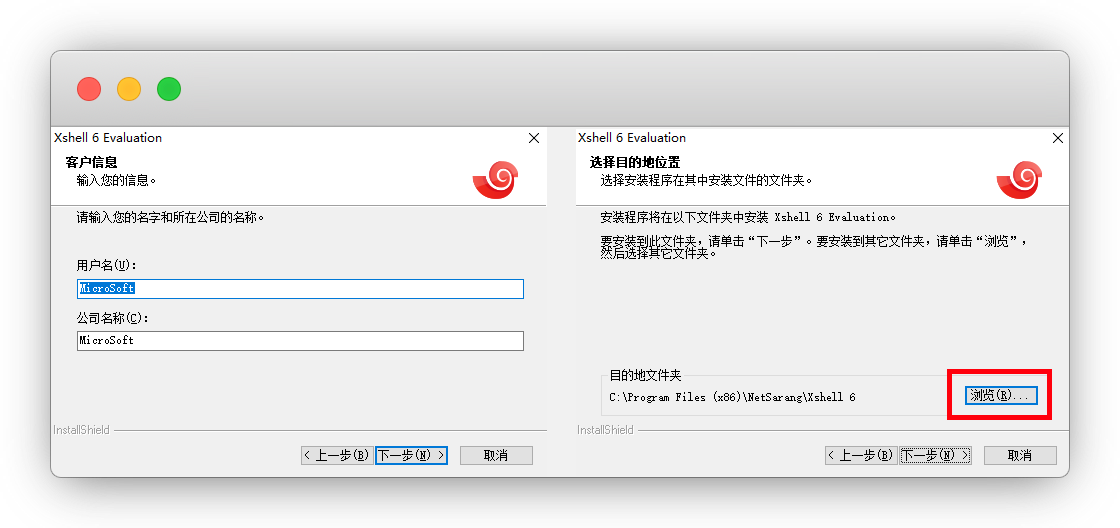 Xshell 6 Evaluation
客户信息
输入您的信息。
请输入您的名字和所在公司的名称。
用户名(U):
MicroSoft
公司名称(C):
MicroSoft
InstallShield
< 上一步(B)
下一步(N) >
取消
Xshell 6 Evaluation
选择目的地位置
选择安装程序在其中安装文件的文件夹。
安装程序将在以下文件夹中安装 Xshell 6 Evaluation。
要安装到此文件夹，请单击“下一步”。要安装到其它文件夹，请单击“浏览”，
然后选择其它文件夹。
目的地文件夹
C:\Program Files (x86)\NetSarang\Xshell 6
浏览(R)...
InstallShield
< 上一步(B)
下一步(N) >
取消